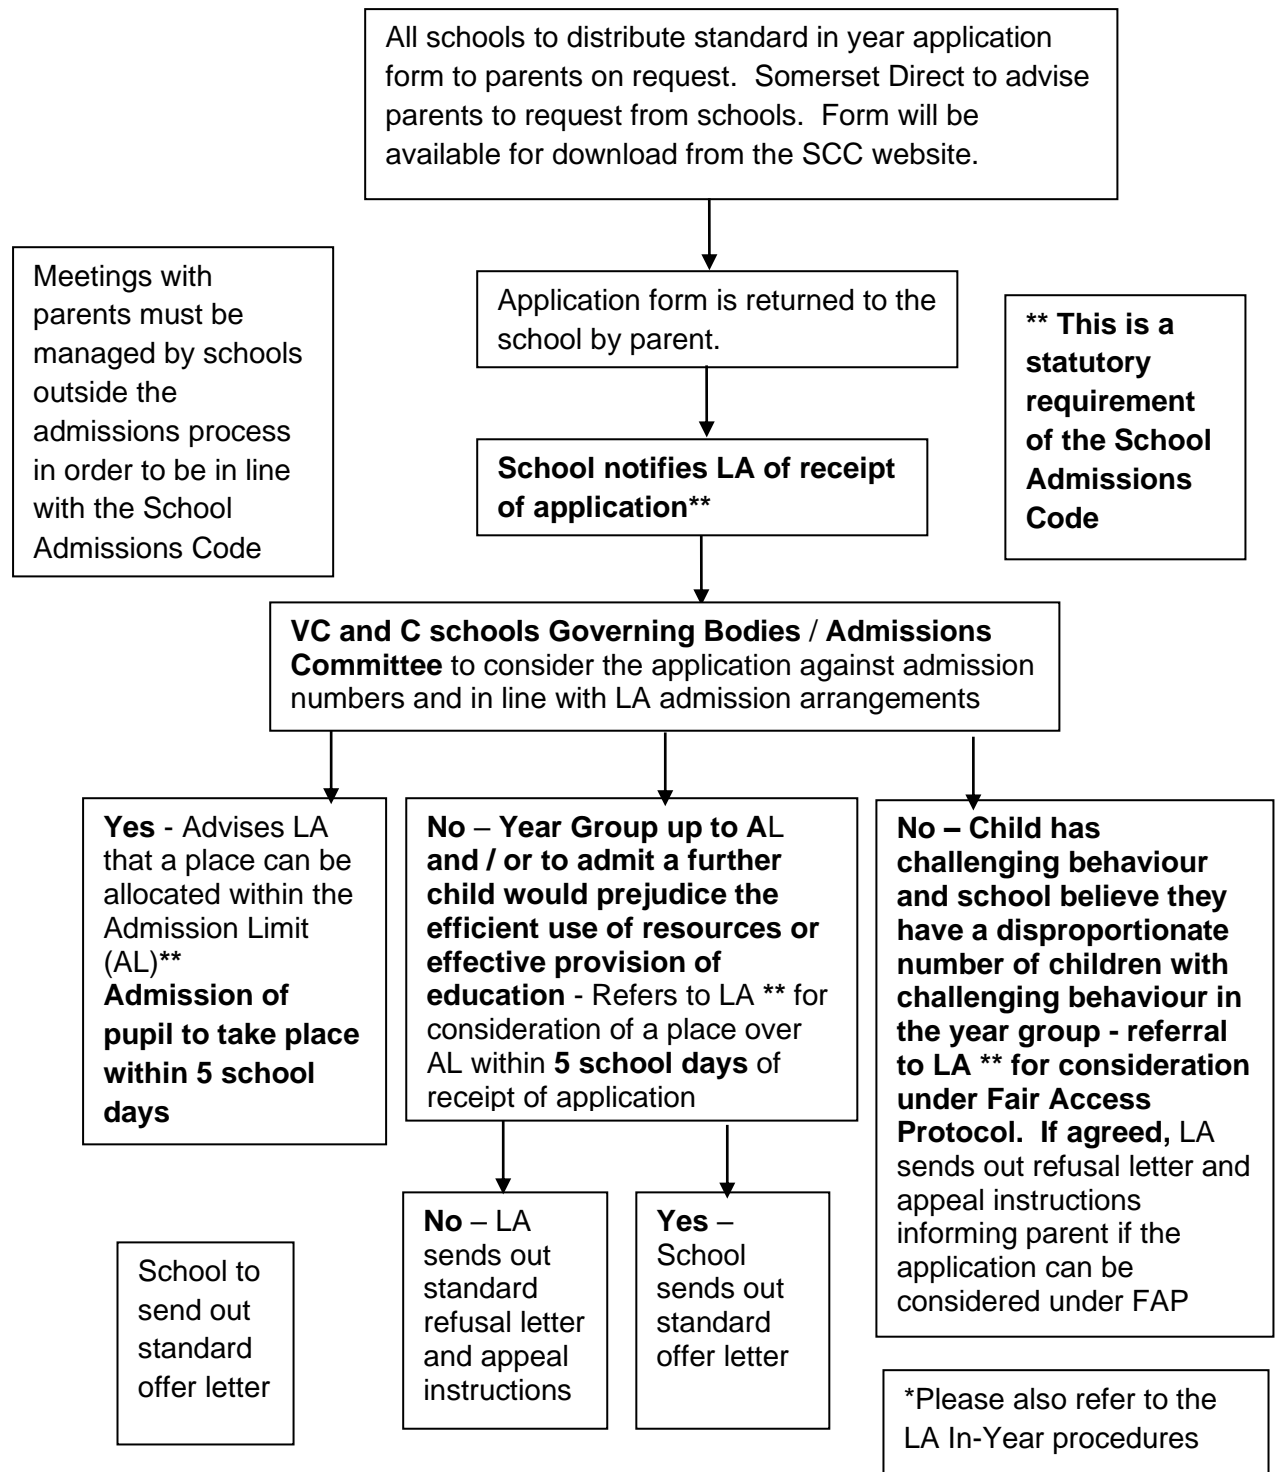 All schools to distribute standard in year application
form to parents on request.  Somerset Direct to advise
parents to request from schools.  Form will be
available for download from the SCC website.
Meetings with
parents must be
managed by schools
outside the
admissions process
in order to be in line
with the School
Admissions Code
Application form is returned to the
school by parent.
** This is a
statutory
requirement
of the School
Admissions
Code
School notifies LA of receipt
of application**
VC and C schools Governing Bodies / Admissions
Committee to consider the application against admission
numbers and in line with LA admission arrangements
Yes - Advises LA
that a place can be
allocated within the
Admission Limit
(AL)**
Admission of
pupil to take place
within 5 school
days
No – Year Group up to AL
and / or to admit a further
child would prejudice the
efficient use of resources or
effective provision of
education - Refers to LA ** for
consideration of a place over
AL within 5 school days of
receipt of application
No – Child has
challenging behaviour
and school believe they
have a disproportionate
number of children with
challenging behaviour in
the year group - referral
to LA ** for consideration
under Fair Access
Protocol.  If agreed, LA
sends out refusal letter and
appeal instructions
informing parent if the
application can be
considered under FAP
School to
send out
standard
offer letter
No – LA
sends out
standard
refusal letter
and appeal
instructions
Yes –
School
sends out
standard
offer letter
*Please also refer to the
LA In-Year procedures